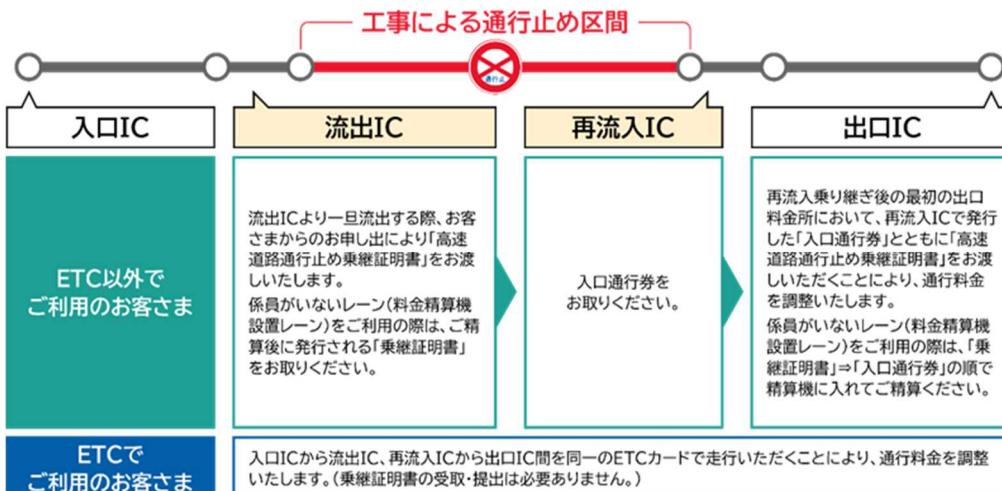 工事による通行止め区間
通行止
入口IC
流出IC
再流入IC
出口IC
ETC以外で
ご利用のお客さま
流出ICより一旦流出する際、お客
さまからのお申し出により「高速
道路通行止め乗継証明書」をお渡
しいたします。
係員がいないレーン(料金精算機
設置レーン)をご利用の際は、ご精
算後に発行される「乗継証明書」
をお取りください。
入口通行券を
お取りください。
再流入乗り継ぎ後の最初の出口
料金所において、再流入ICで発行
した「入口通行券」とともに「高速
道路通行止め乗継証明書」をお渡
しいただくことにより、通行料金
を調整いたします。
係員がいないレーン(料金精算機
設置レーン)をご利用の際は、「乗
継証明書」⇒「入口通行券」の順で
精算機に入れてご精算ください。
ETCで
ご利用のお客さま
入口ICから流出IC、再流入ICから出口IC間を同一のETCカードで走行いただくことにより、通行料金を調整
いたします。(乗継証明書の受取・提出は必要ありません。)